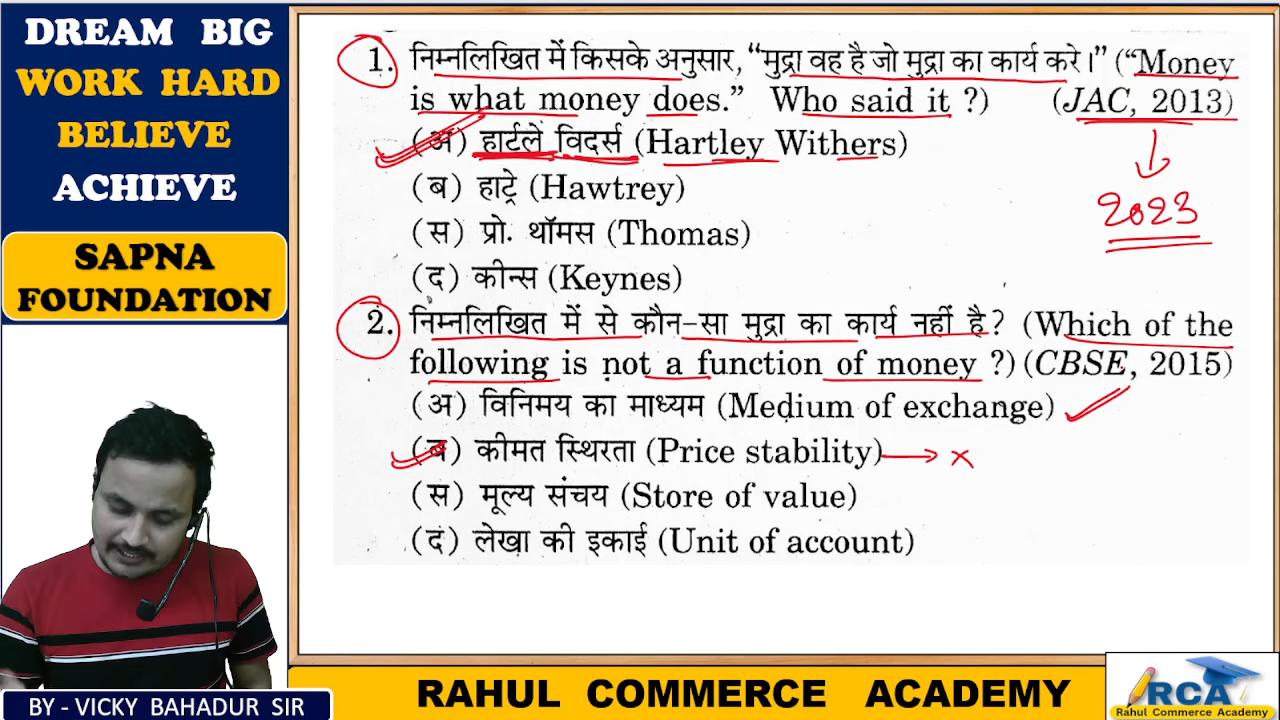 DREAM BIG
WORK HARD
BELIEVE
ACHIEVE
SAPNA
FOUNDATION
1. निम्नलिखित में किसके अनुसार, “मुद्रा वह है जो मुद्रा का कार्य करे।” (“Money
is what money does.” Who said it ?) (JAC, 2013)
(अ) हार्टले विदर्स (Hartley Withers)
(ब) हाट्रे (Hawtrey)
(स) प्रो. थॉमस (Thomas)
(द) कीन्स (Keynes)
2023
2. निम्नलिखित में से कौन-सा मुद्रा का कार्य नहीं है? (Which of the
following is not a function of money ?) (CBSE, 2015)
(अ) विनिमय का माध्यम (Medium of exchange)
(ब) कीमत स्थिरता (Price stability)
(स) मूल्य संचय (Store of value)
(द) लेखा की इकाई (Unit of account)
BY - VICKY BAHADUR SIR
RAHUL COMMERCE ACADEMY
RCA
Rahul Commerce Academy